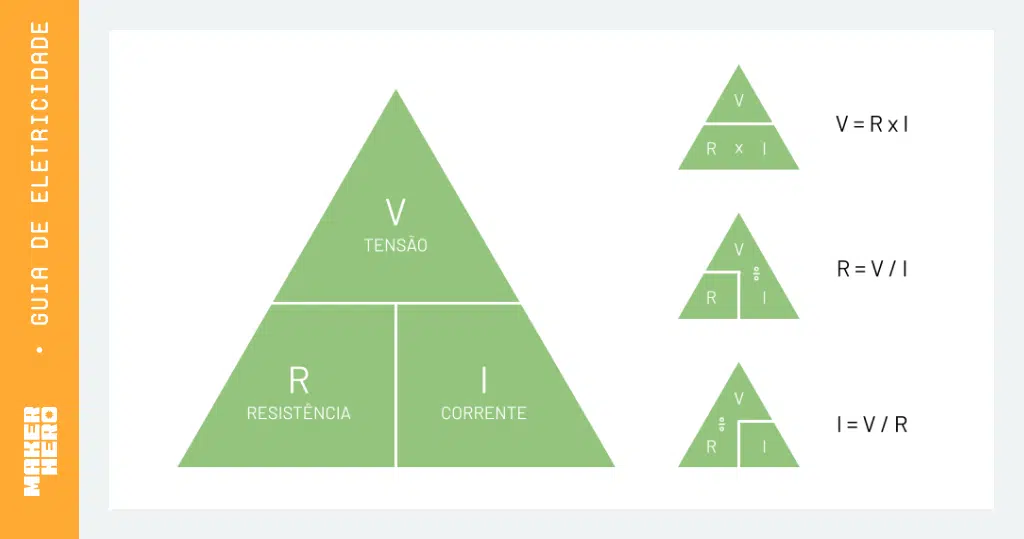 • GUIA DE ELETRICIDADE
MAKER
HERO
V
TENSÃO
R
RESISTÊNCIA
I
CORRENTE
V
R x I
V = R x I
V
÷
R I
R = V / I
V
÷
R I
I = V / R